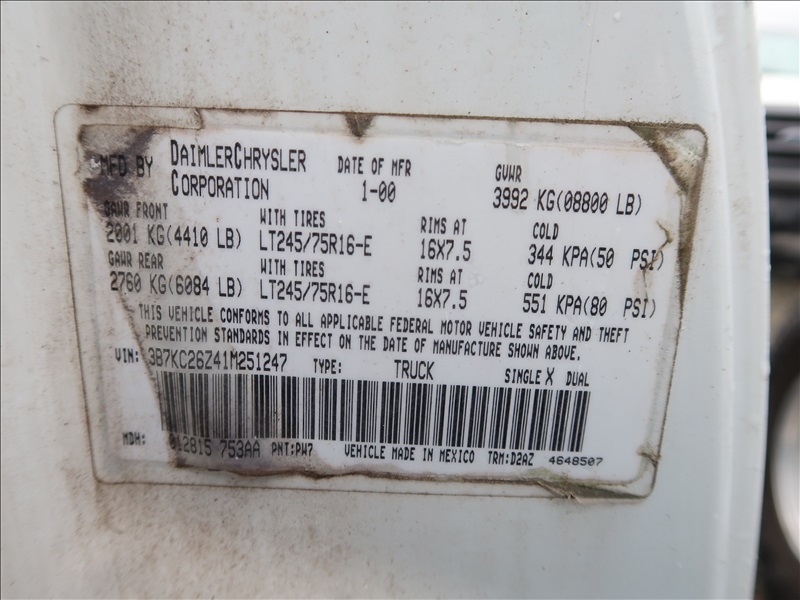 MFD BY DAIMLERCHRYSLER CORPORATION
DATE OF MFR 1-00
GVWR 3992 KG(08800 LB)
GAWR FRONT WITH TIRES RIMS AT COLD
2001 KG(4410 LB) LT245/75R16-E 16X7.5 344 KPA(50 PSI)
GAWR REAR WITH TIRES RIMS AT COLD
2760 KG(6084 LB) LT245/75R16-E 16X7.5 551 KPA(80 PSI)
THIS VEHICLE CONFORMS TO ALL APPLICABLE FEDERAL MOTOR VEHICLE SAFETY AND THEFT
PREVENTION STANDARDS IN EFFECT ON THE DATE OF MANUFACTURE SHOWN ABOVE.
VIN: 3B7KC26Z41M251247 TYPE: TRUCK SINGLE X DUAL
MDH: 012815 753AA PNT:PW7 VEHICLE MADE IN MEXICO TRM:D2AZ 4648507